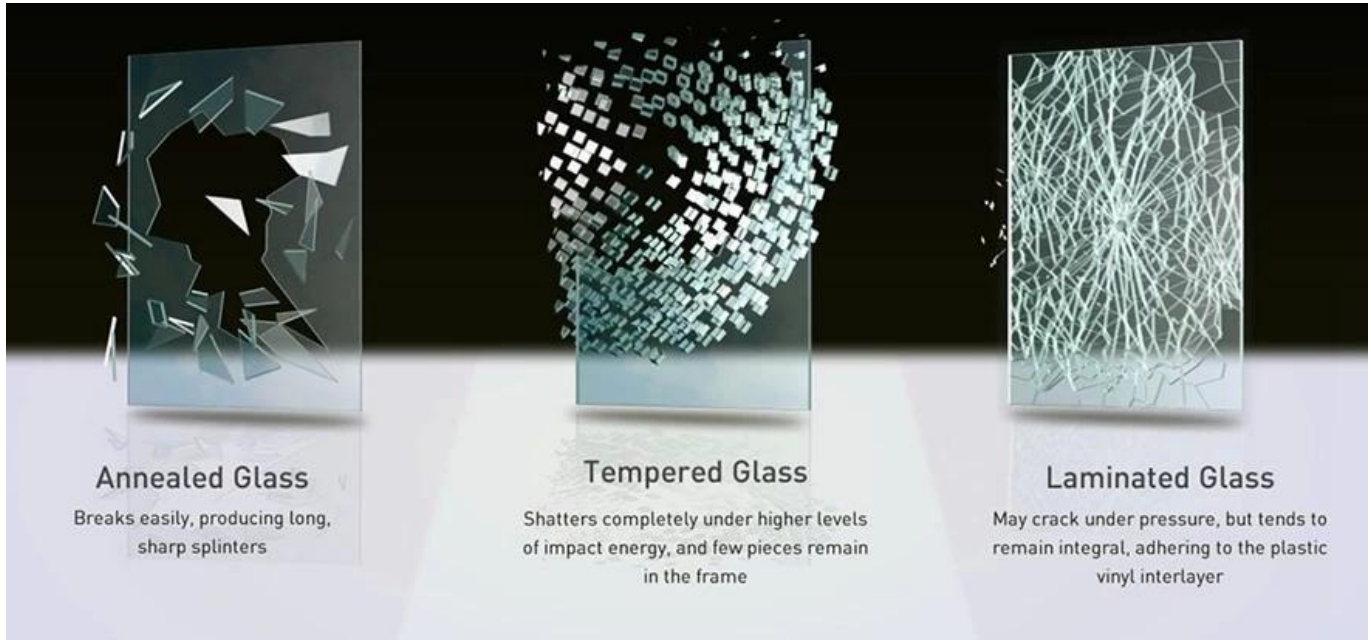 Annealed Glass
Breaks easily, producing long,
sharp splinters
Tempered Glass
Shatters completely under higher levels
of impact energy, and few pieces remain
in the frame
Laminated Glass
May crack under pressure, but tends to
remain integral, adhering to the plastic
vinyl interlayer